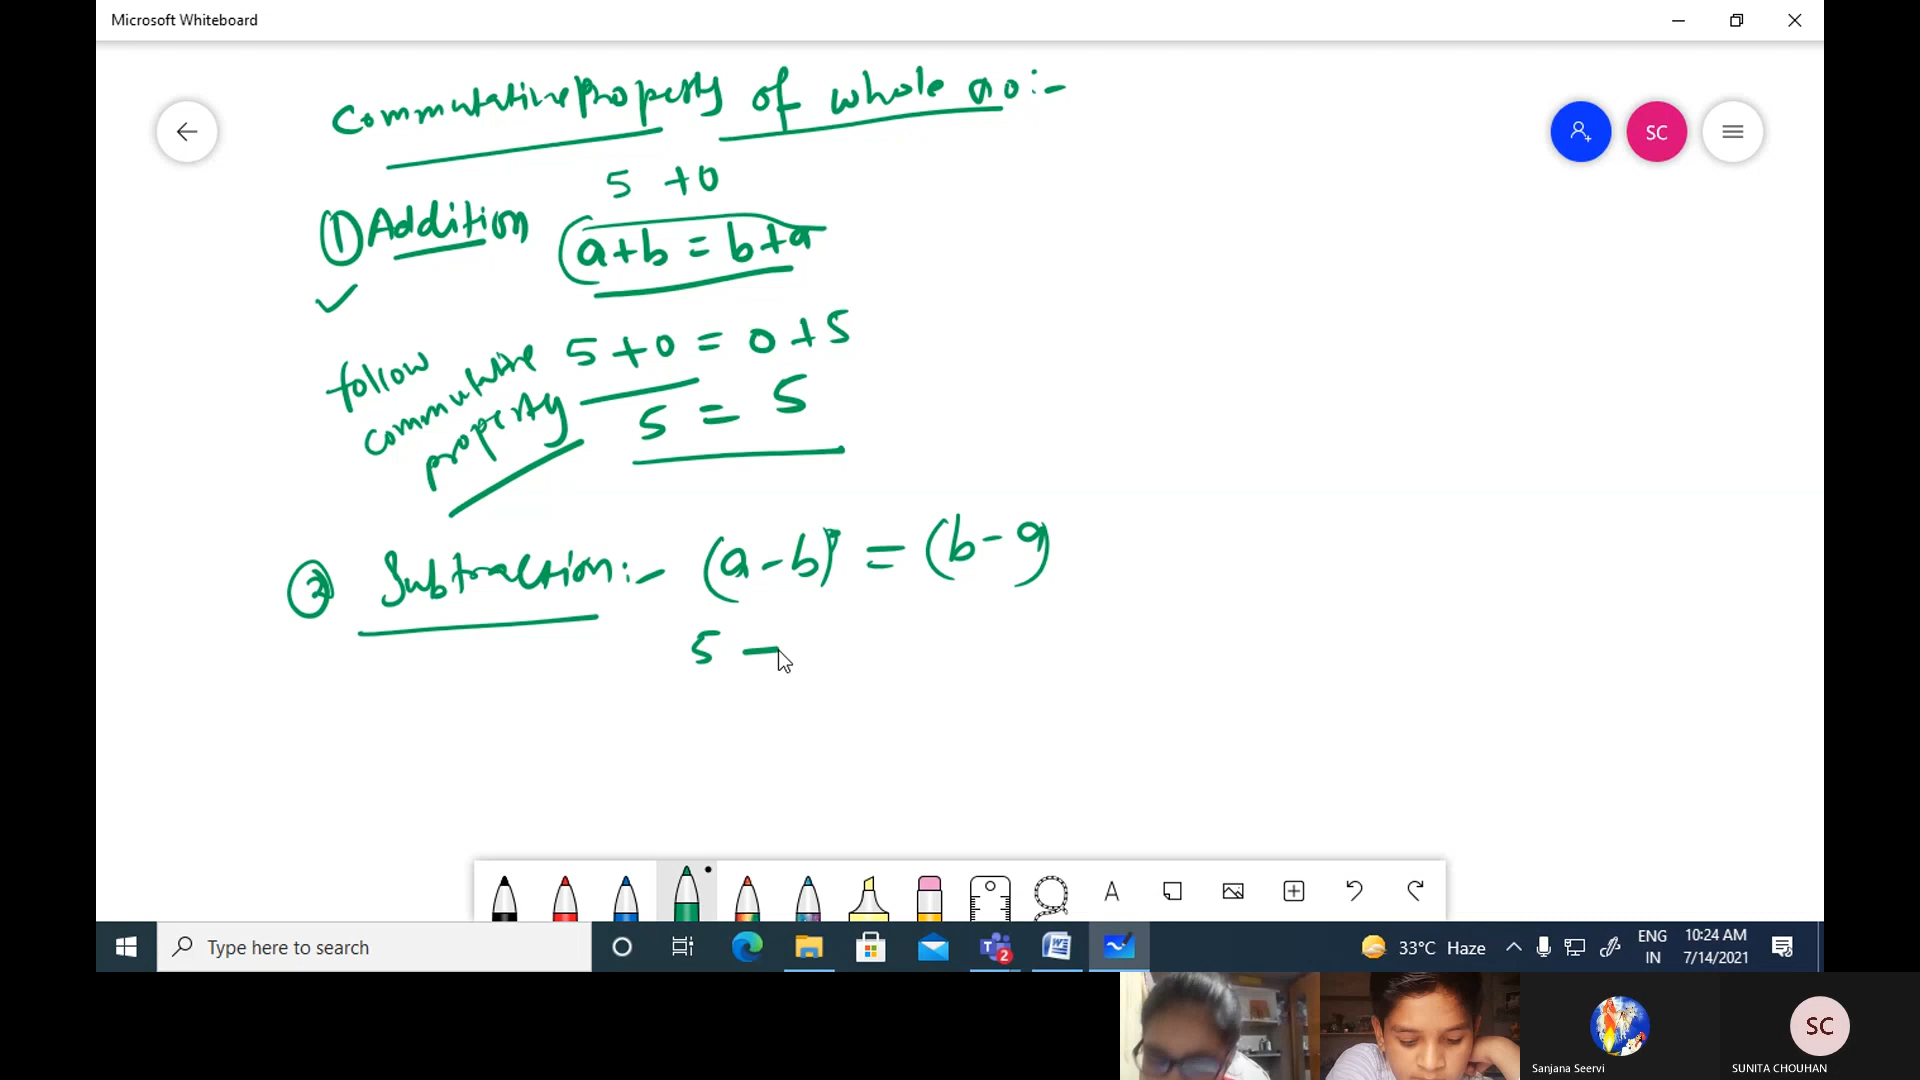 Microsoft Whiteboard
Commutative Property of whole no:-
SC
5 +0
① Addition
a+b = b+a
✓
follow commutative property
5+0 = 0+5
5 = 5
② Subtraction:- (a-b) = (b-a)
5 -
A
Type here to search
2
33°C Haze
ENG
IN
10:24 AM
7/14/2021
SC
Sanjana Seervi
SUNITA CHOUHAN